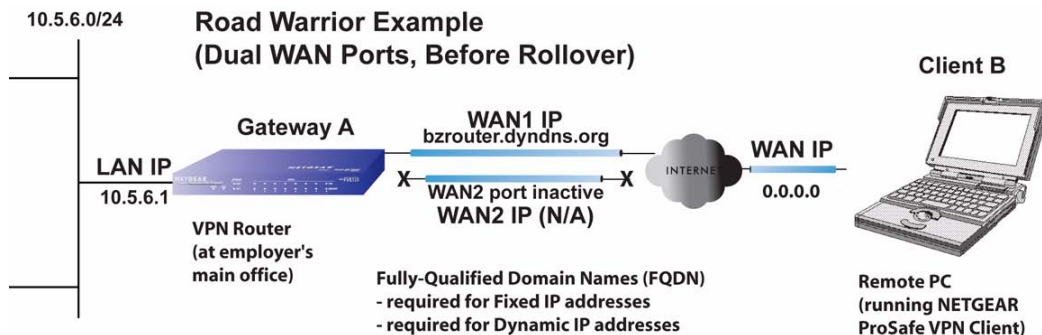 10.5.6.0/24
Road Warrior Example
(Dual WAN Ports, Before Rollover)
Client B
Gateway A
WAN1 IP
bzrouter.dyndns.org
LAN IP
10.5.6.1
NETGEAR
INTERNET
WAN IP
0.0.0.0
X
WAN2 port inactive
X
WAN2 IP (N/A)
VPN Router
(at employer's
main office)
Fully-Qualified Domain Names (FQDN)
- required for Fixed IP addresses
- required for Dynamic IP addresses
Remote PC
(running NETGEAR
ProSafe VPN Client)